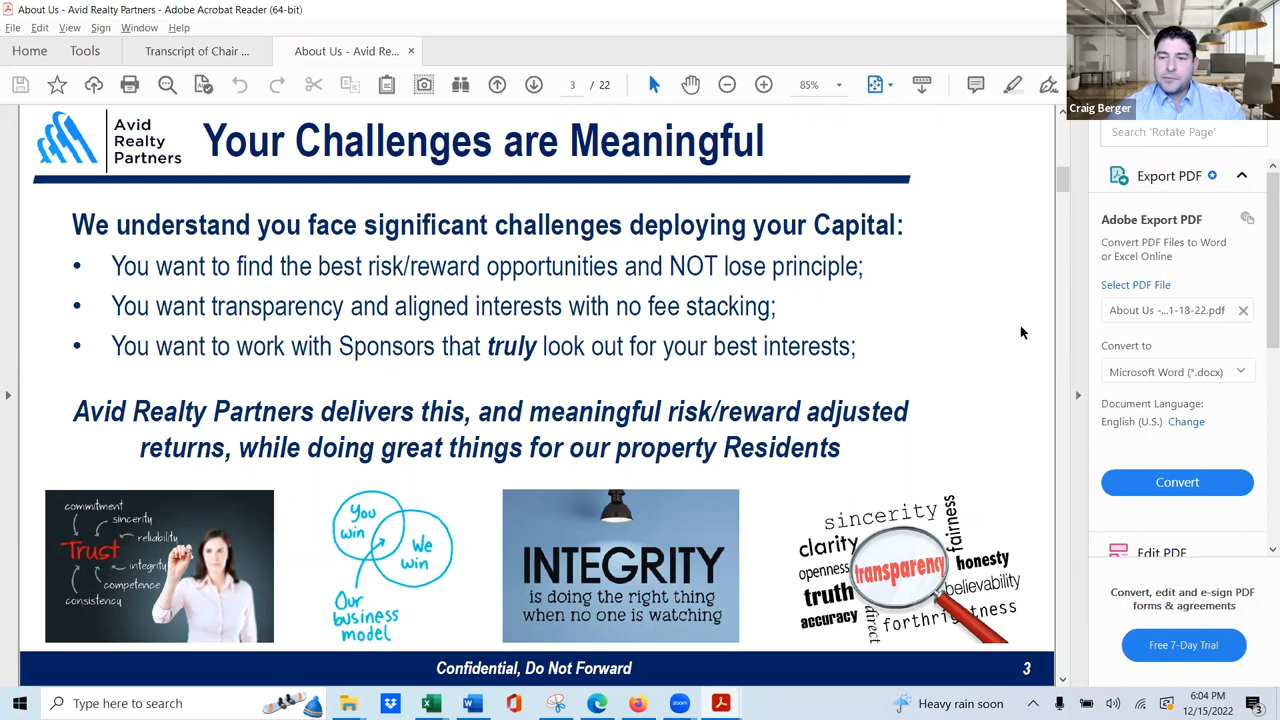 About Us - Avid Realty Partners - Adobe Acrobat Reader (64-bit)
File Edit View Sign Window Help
Home Tools Transcript of Chair ... About Us - Avid Re... ×
3 / 22 85%
Craig Berger
Avid
Realty
Partners
Your Challenges are Meaningful
We understand you face significant challenges deploying your Capital:
• You want to find the best risk/reward opportunities and NOT lose principle;
• You want transparency and aligned interests with no fee stacking;
• You want to work with Sponsors that truly look out for your best interests;
Avid Realty Partners delivers this, and meaningful risk/reward adjusted
returns, while doing great things for our property Residents
commitment
sincerity
reliability
Trust
integrity
competence
consistency
You
win
We
win
Our
business
model
INTEGRITY
is doing the right thing
when no one is watching
sincerity
fairness
clarity
openness
transparency
honesty
truth
believability
accuracy
direct
forthrightness
Confidential, Do Not Forward 3
Search 'Rotate Page'
Export PDF
Adobe Export PDF
Convert PDF Files to Word
or Excel Online
Select PDF File
About Us -...1-18-22.pdf
Convert to
Microsoft Word (*.docx)
Document Language:
English (U.S.) Change
Convert
Edit PDF
Convert, edit and e-sign PDF
forms & agreements
Free 7-Day Trial
Type here to search
zoom
Heavy rain soon
6:04 PM
12/15/2022
3